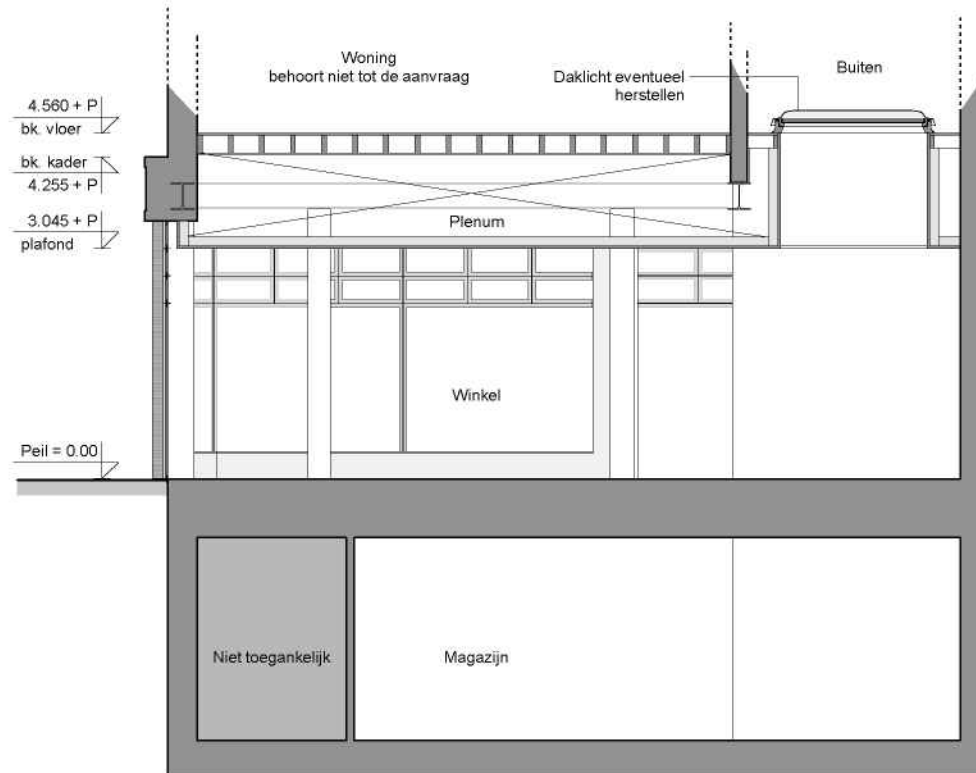 Woning
behoort niet tot de aanvraag
Daklicht eventueel
herstellen
Buiten
4.560 + P
bk. vloer
bk. kader
4.255 + P
3.045 + P
plafond
Plenum
Winkel
Peil = 0.00
Niet toegankelijk
Magazijn